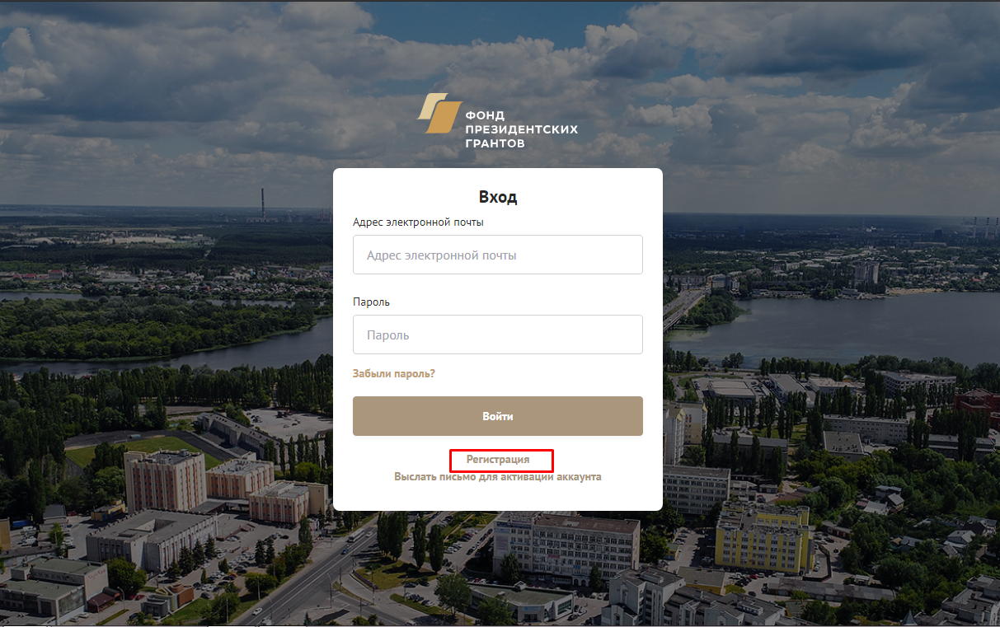 ФОНД
ПРЕЗИДЕНТСКИХ
ГРАНТОВ
Вход
Адрес электронной почты
Адрес электронной почты
Пароль
Пароль
Забыли пароль?
Войти
Регистрация
Выслать письмо для активации аккаунта